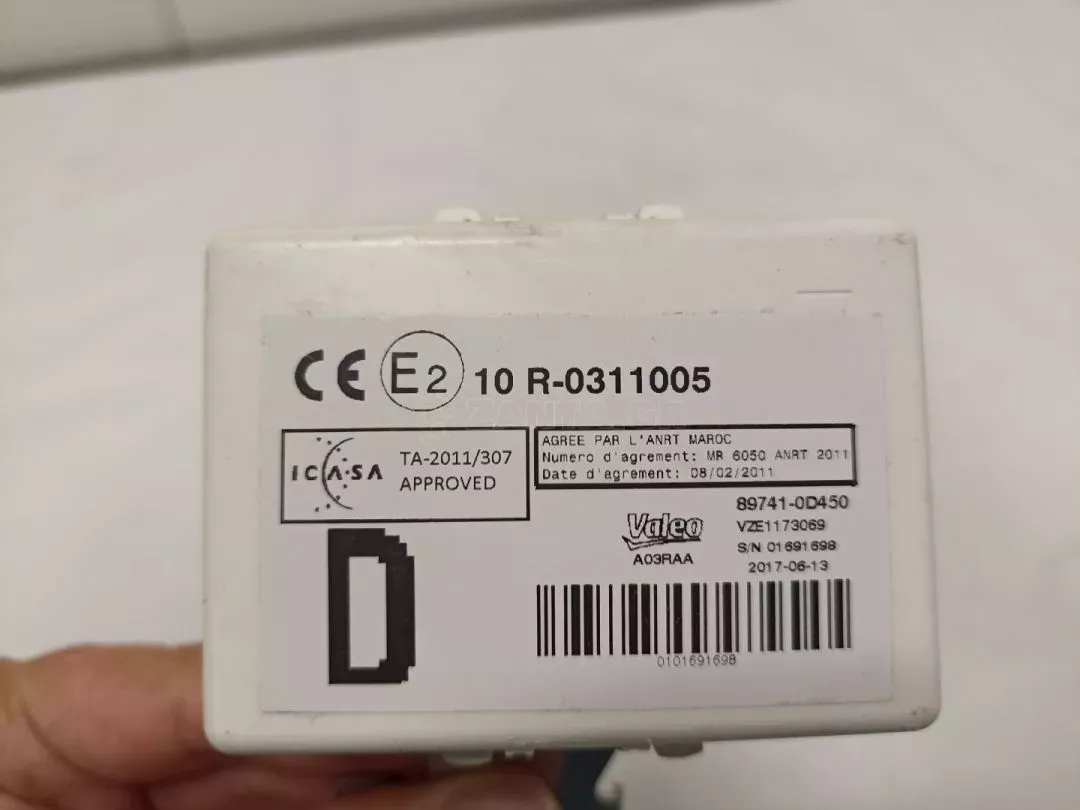 CE E2 10 R-0311005
ICASA TA-2011/307
APPROVED
AGREE PAR L'ANRT MAROC
Numero d'agrement: MR 6050 ANRT 2011
Date d'agrement: 08/02/2011
89741-0D450
Valeo VZE1173069
A03RAA S/N 01691698
2017-06-13
D
0101691698